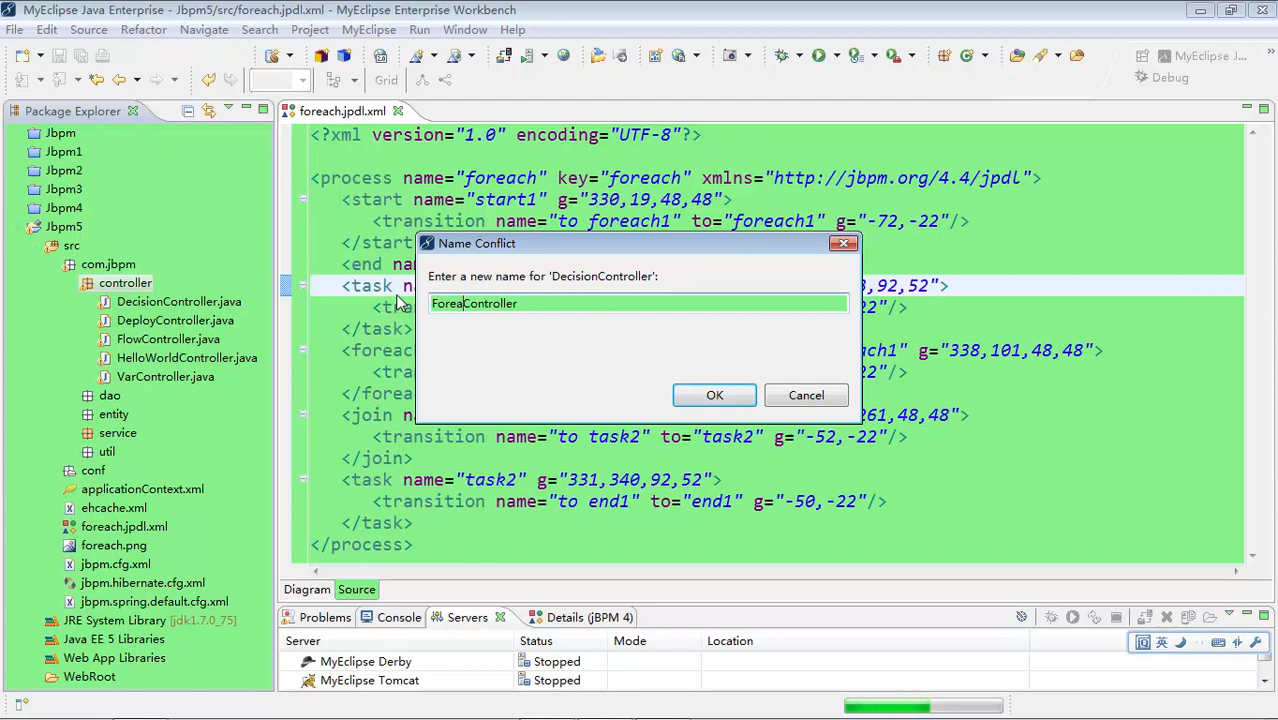 MyEclipse Java Enterprise - Jbpm5/src/foreach.jpdl.xml - MyEclipse Enterprise Workbench
File Edit Source Refactor Navigate Search Project MyEclipse Run Window Help
MyEclipse J...
Grid
Debug
Package Explorer
foreach.jpdl.xml
Jbpm
Jbpm1
Jbpm2
Jbpm3
Jbpm4
Jbpm5
src
com.jbpm
controller
DecisionController.java
DeployController.java
FlowController.java
HelloWorldController.java
VarController.java
dao
entity
service
util
conf
applicationContext.xml
ehcache.xml
foreach.jpdl.xml
foreach.png
jbpm.cfg.xml
jbpm.hibernate.cfg.xml
jbpm.spring.default.cfg.xml
JRE System Library [jdk1.7.0_75]
Java EE 5 Libraries
Web App Libraries
WebRoot
<?xml version="1.0" encoding="UTF-8"?>
<process name="foreach" key="foreach" xmlns="http://jbpm.org/4.4/jpdl">
<start name="start1" g="330,19,48,48">
<transition name="to foreach1" to="foreach1" g="-72,-22"/>
</start
<end na
<task na 8,92,52">
<tra -22"/>
</task>
<foreac ach1" g="338,101,48,48">
<tra -22"/>
</forea
<join n 261,48,48">
<transition name="to task2" to="task2" g="-52,-22"/>
</join>
<task name="task2" g="331,340,92,52">
<transition name="to end1" to="end1" g="-50,-22"/>
</task>
</process>
Name Conflict
Enter a new name for 'DecisionController':
ForeaController
OK Cancel
Diagram Source
Problems Console Servers Details (jBPM 4)
Server Status Mode Location
MyEclipse Derby Stopped
MyEclipse Tomcat Stopped
英